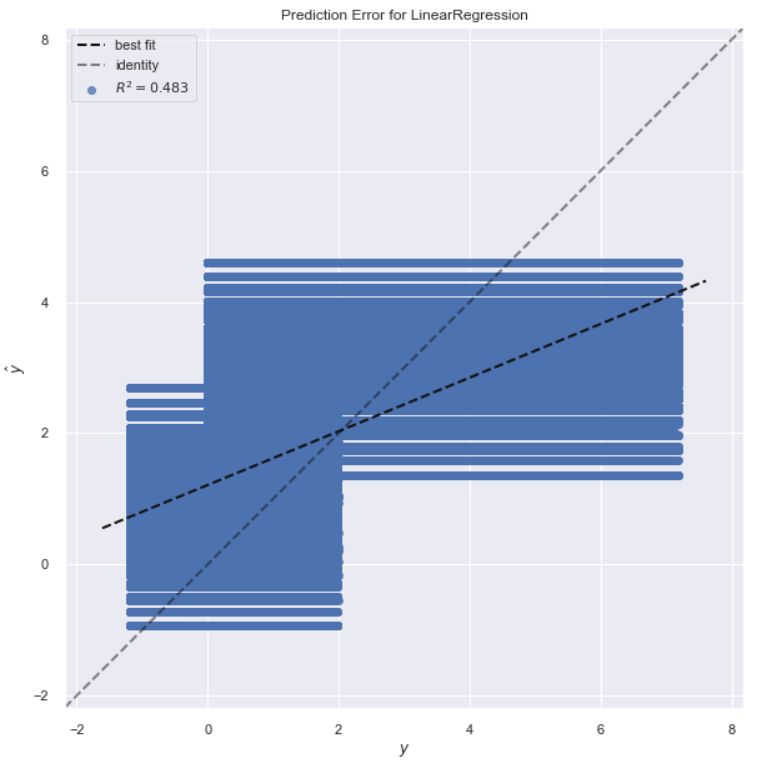 Prediction Error for LinearRegression
best fit
identity
R² = 0.483
8
6
4
2
0
−2
ŷ
−2 0 2 4 6 8
y